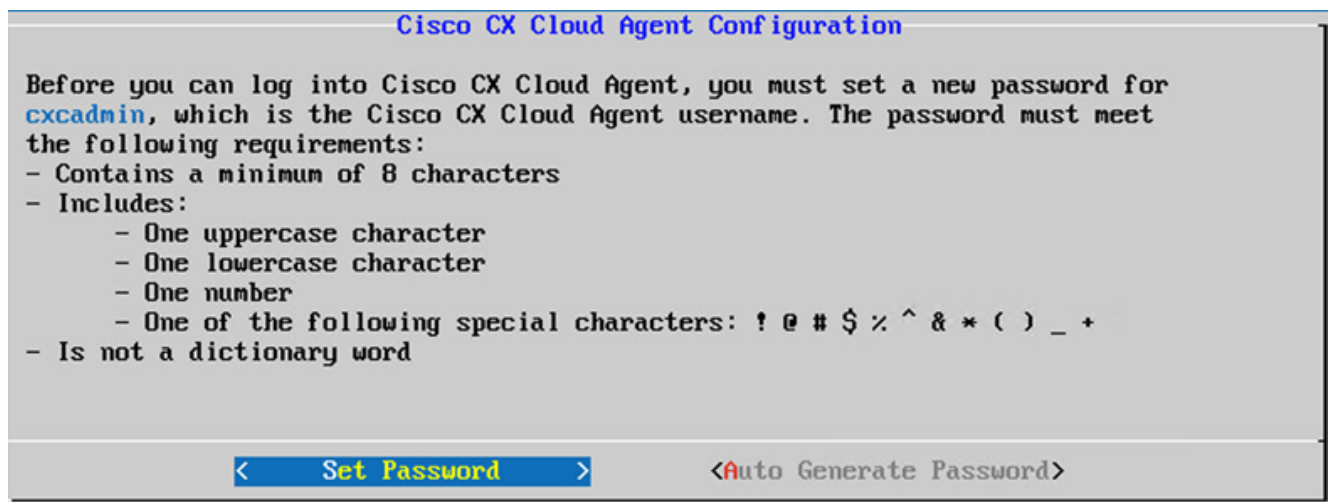 Cisco CX Cloud Agent Configuration
Before you can log into Cisco CX Cloud Agent, you must set a new password for
cxcadmin, which is the Cisco CX Cloud Agent username. The password must meet
the following requirements:
- Contains a minimum of 8 characters
- Includes:
- One uppercase character
- One lowercase character
- One number
- One of the following special characters: ! @ # $ % ^ & * ( ) _ +
- Is not a dictionary word
< Set Password > <Auto Generate Password>